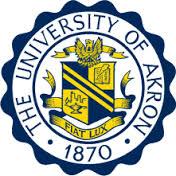 THE UNIVERSITY OF AKRON
FIAT LUX
· 1870 ·